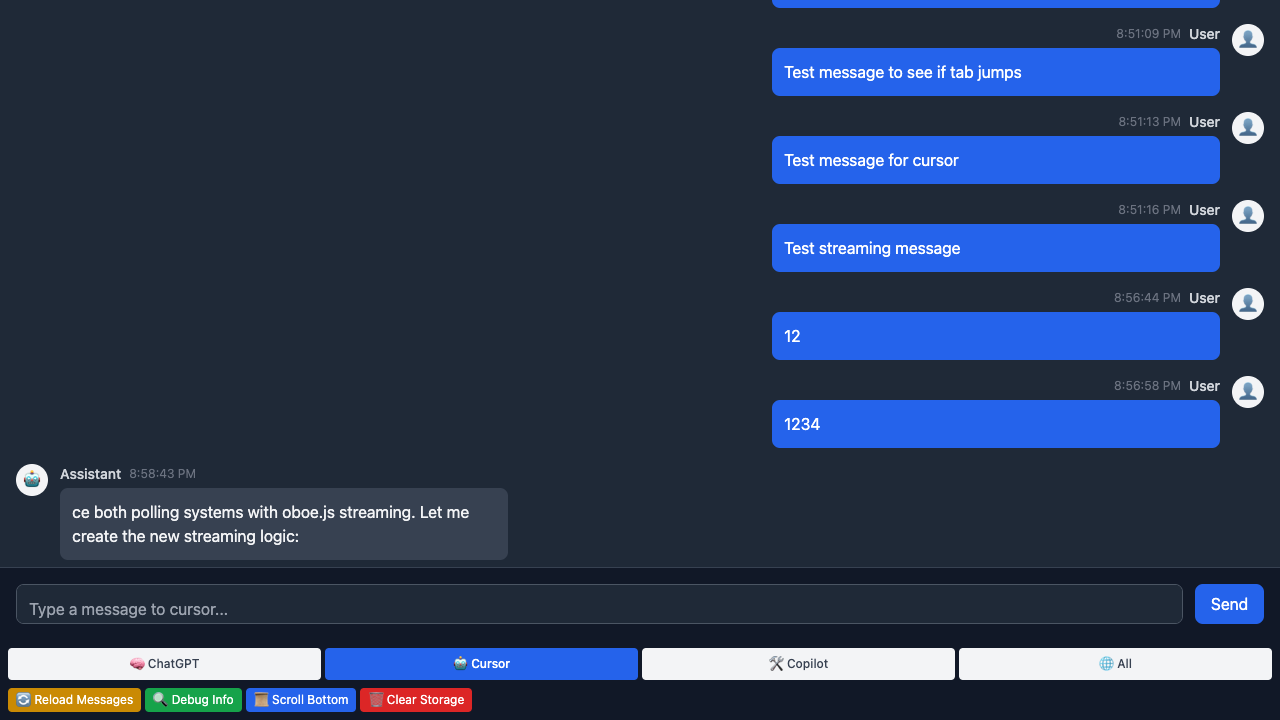 8:51:09 PM User
Test message to see if tab jumps
8:51:13 PM User
Test message for cursor
8:51:16 PM User
Test streaming message
8:56:44 PM User
12
8:56:58 PM User
1234
Assistant 8:58:43 PM
ce both polling systems with oboe.js streaming. Let me
create the new streaming logic:
Type a message to cursor...
Send
ChatGPT
Cursor
Copilot
All
Reload Messages
Debug Info
Scroll Bottom
Clear Storage